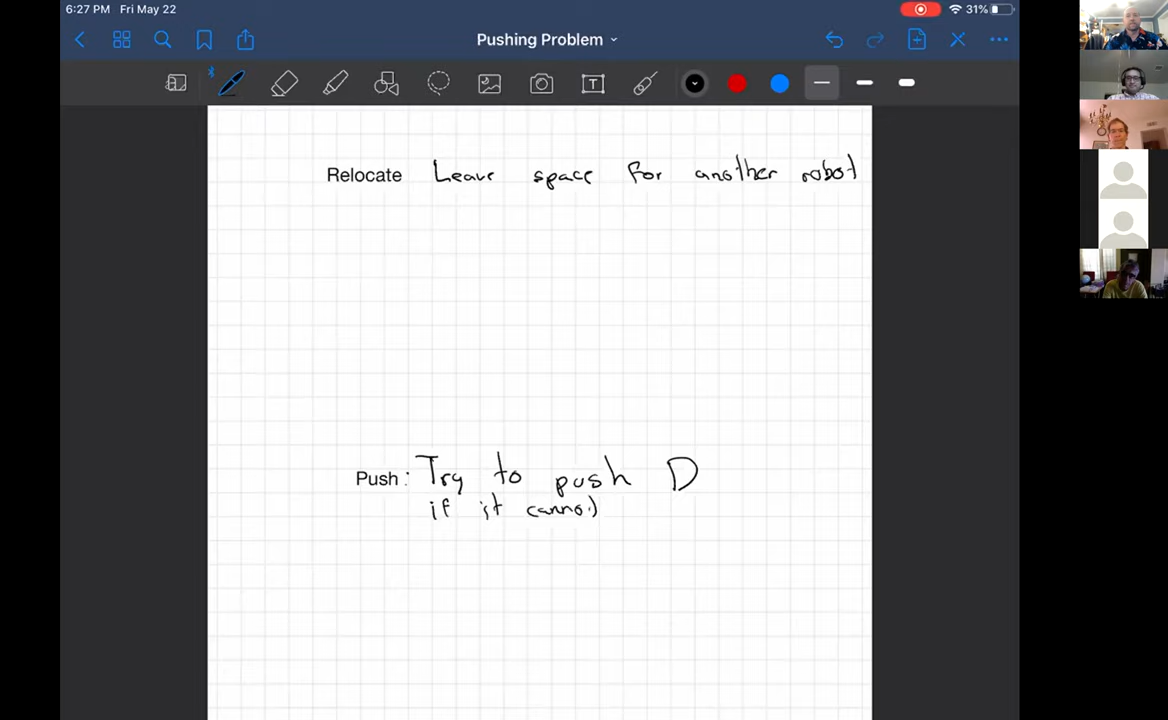 6:27 PM Fri May 22 31%
Pushing Problem
Relocate Leave space for another robot
Push: Try to push D
if it cannot